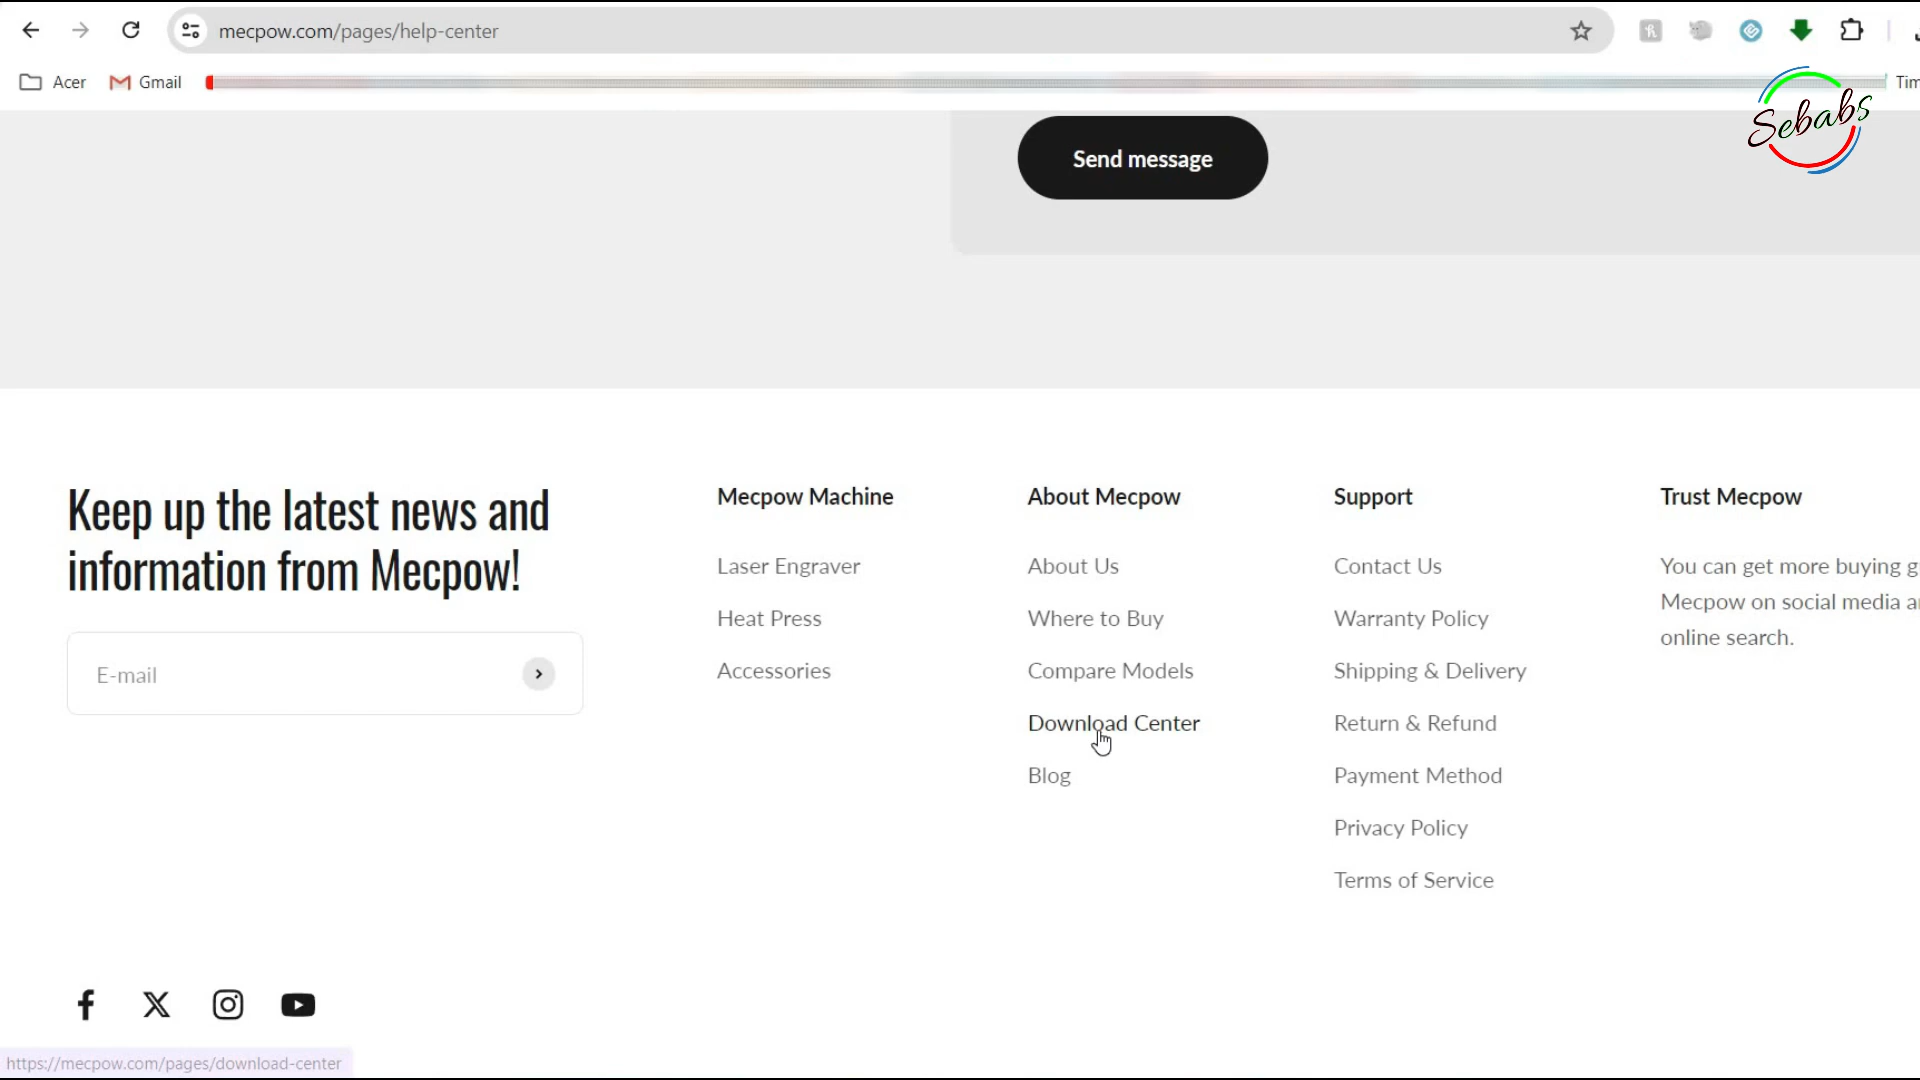 mecpow.com/pages/help-center
Acer
Gmail
Tim
Sebabs
Send message
Keep up the latest news and
information from Mecpow!
E-mail
Mecpow Machine
Laser Engraver
Heat Press
Accessories
About Mecpow
About Us
Where to Buy
Compare Models
Download Center
Blog
Support
Contact Us
Warranty Policy
Shipping & Delivery
Return & Refund
Payment Method
Privacy Policy
Terms of Service
Trust Mecpow
You can get more buying g
Mecpow on social media a
online search.
https://mecpow.com/pages/download-center